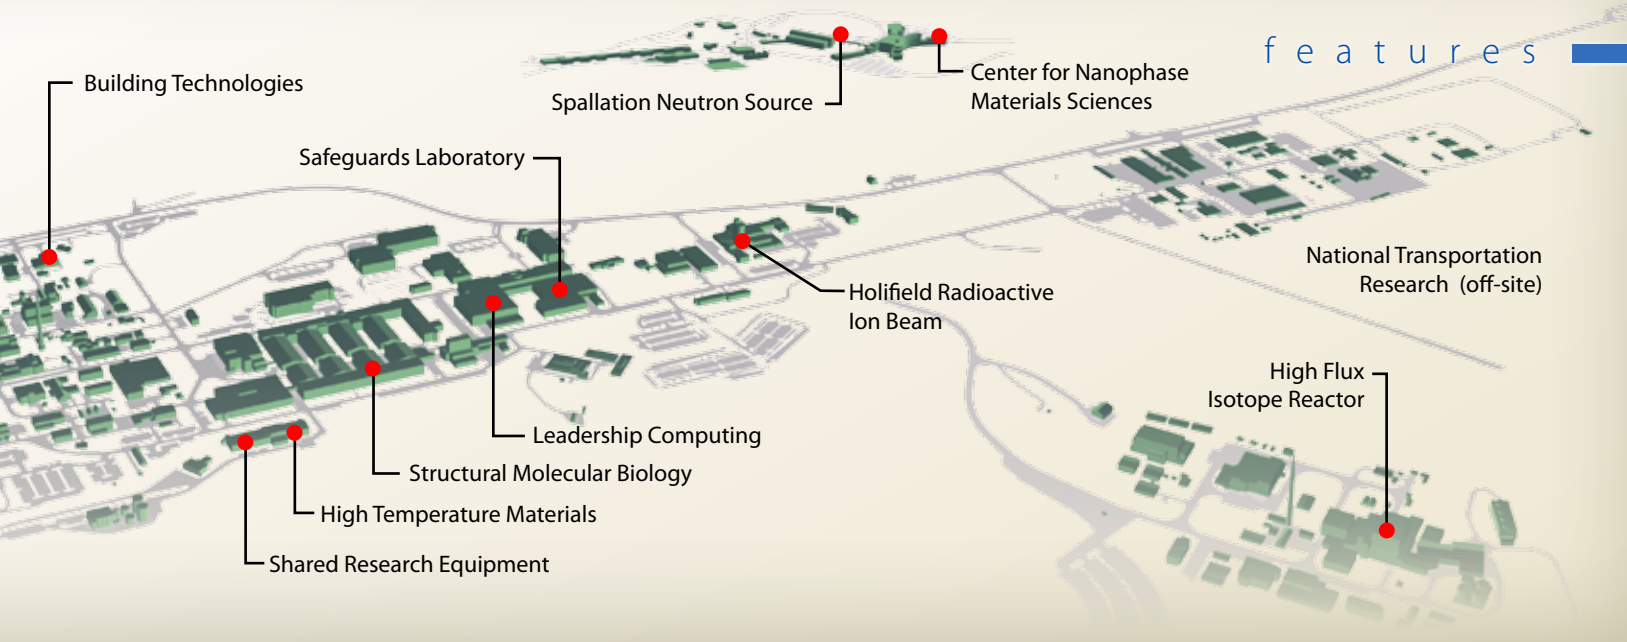 features
Building Technologies
Spallation Neutron Source
Center for Nanophase
Materials Sciences
Safeguards Laboratory
National Transportation
Research (off-site)
Holifield Radioactive
Ion Beam
High Flux
Isotope Reactor
Leadership Computing
Structural Molecular Biology
High Temperature Materials
Shared Research Equipment